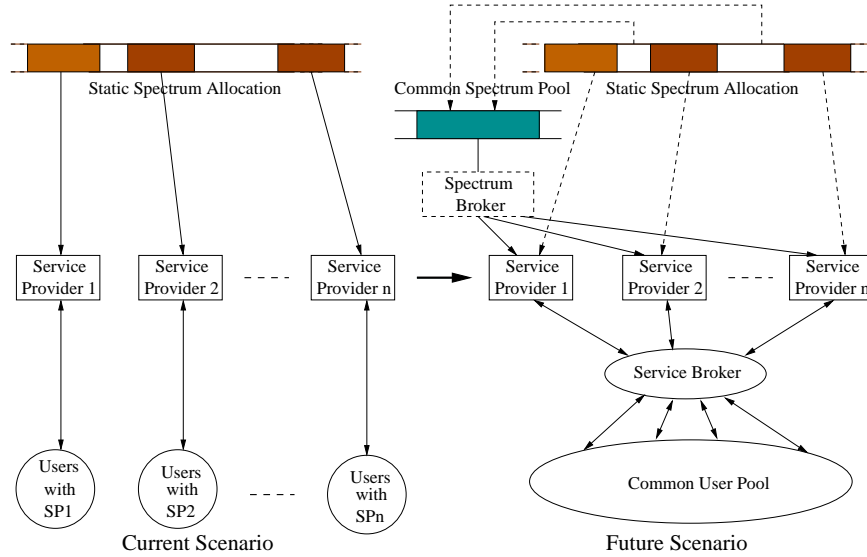 Static Spectrum Allocation
Common Spectrum Pool
Static Spectrum Allocation
Spectrum
Broker
Service
Provider 1
Service
Provider 2
Service
Provider n
Service
Provider 1
Service
Provider 2
Service
Provider n
Service Broker
Users
with
SP1
Users
with
SP2
Users
with
SPn
Common User Pool
Current Scenario
Future Scenario